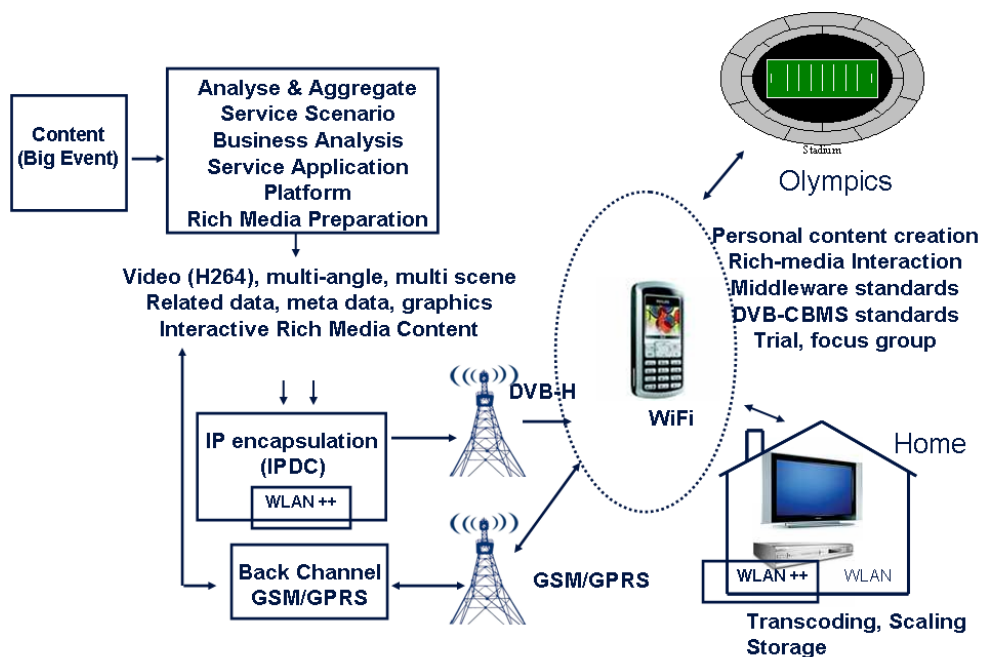 Content
(Big Event)
Analyse & Aggregate
Service Scenario
Business Analysis
Service Application
Platform
Rich Media Preparation
Video (H264), multi-angle, multi scene
Related data, meta data, graphics
Interactive Rich Media Content
IP encapsulation
(IPDC)
WLAN ++
Back Channel
GSM/GPRS
DVB-H
GSM/GPRS
WiFi
Stadium
Olympics
Personal content creation
Rich-media Interaction
Middleware standards
DVB-CBMS standards
Trial, focus group
Home
WLAN ++
WLAN
Transcoding, Scaling
Storage